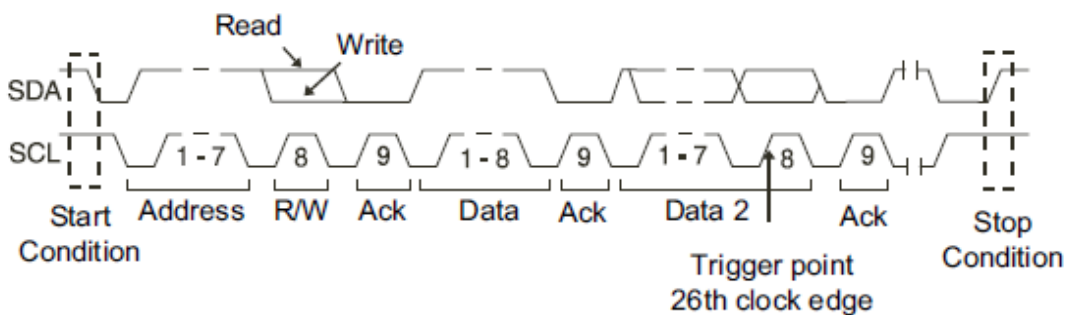 Read
Write
SDA
SCL
1 - 7 8 9 1 - 8 9 1 - 7 8 9
Address R/W Ack Data Ack Data 2 Ack
Start
Condition
Stop
Condition
Trigger point
26th clock edge